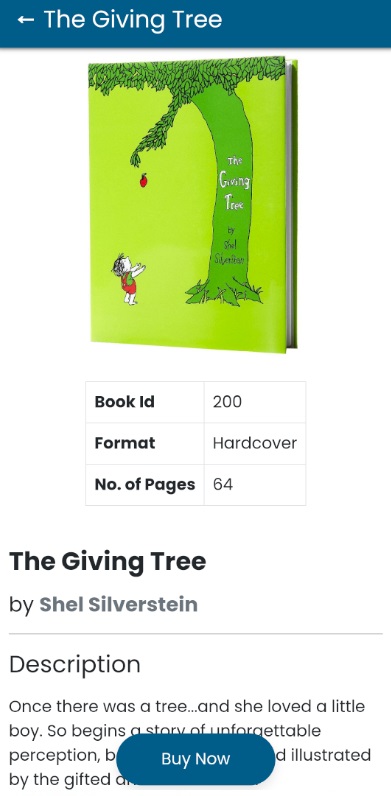 ← The Giving Tree
The
Giving
Tree
by
Shel
Silverstein
Book Id 200
Format Hardcover
No. of Pages 64
The Giving Tree
by Shel Silverstein
Description
Once there was a tree...and she loved a little
boy. So begins a story of unforgettable
perception, d illustrated
by the gifted
Buy Now